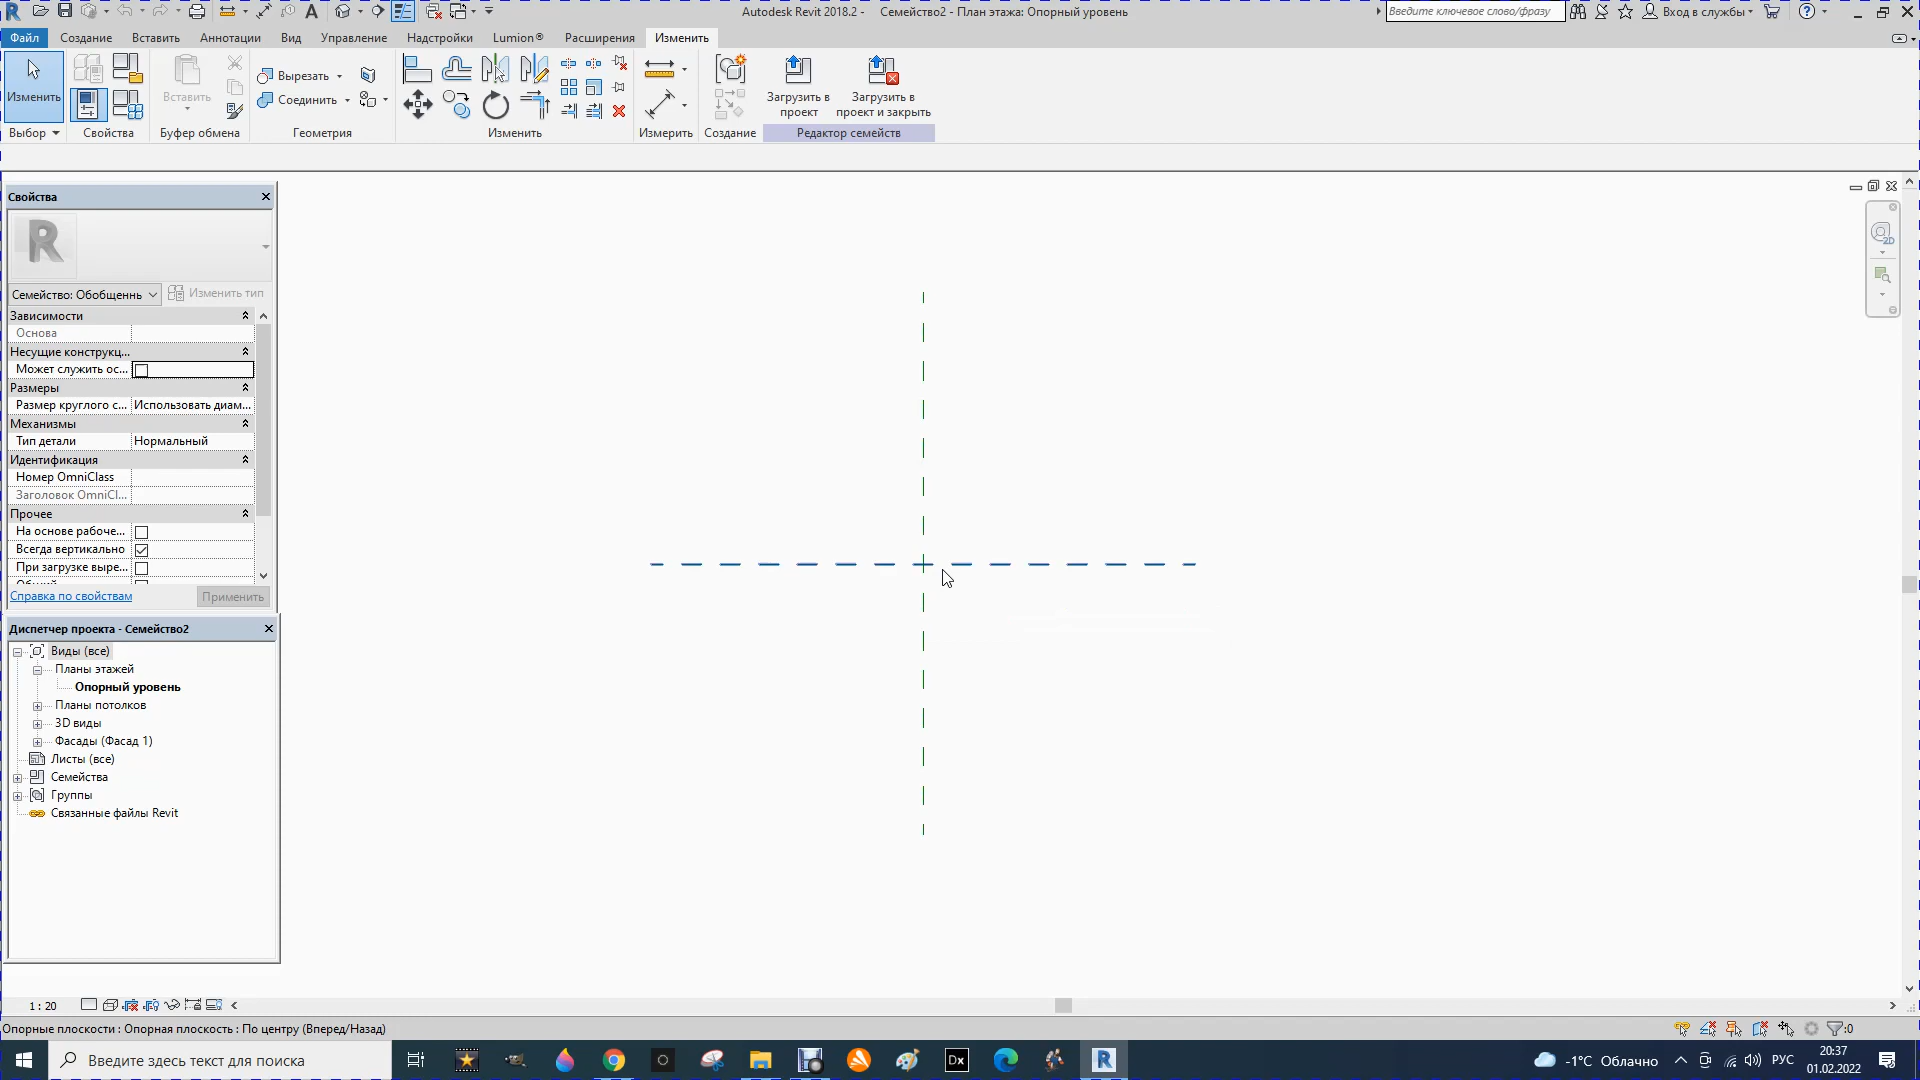 Autodesk Revit 2018.2 - Семейство2 - План этажа: Опорный уровень
Введите ключевое слово/фразу
Вход в службы
Файл Создание Вставить Аннотации Вид Управление Надстройки Lumion® Расширения Изменить
Изменить
Вставить
Вырезать
Соединить
Загрузить в проект
Загрузить в проект и закрыть
Выбор Свойства Буфер обмена Геометрия Изменить Измерить Создание Редактор семейств
Свойства
Семейство: Обобщеннь
Изменить тип
Зависимости
Основа
Несущие конструкц...
Может служить ос...
Размеры
Размер круглого с... Использовать диам...
Механизмы
Тип детали Нормальный
Идентификация
Номер OmniClass
Заголовок OmniCl...
Прочее
На основе рабоче...
Всегда вертикально
При загрузке выре...
Справка по свойствам
Применить
Диспетчер проекта - Семейство2
Виды (все)
Планы этажей
Опорный уровень
Планы потолков
3D виды
Фасады (Фасад 1)
Листы (все)
Семейства
Группы
Связанные файлы Revit
2D
1 : 20
Опорные плоскости : Опорная плоскость : По центру (Вперед/Назад)
:0
Введите здесь текст для поиска
Dx
-1°C Облачно
РУС
20:37
01.02.2022